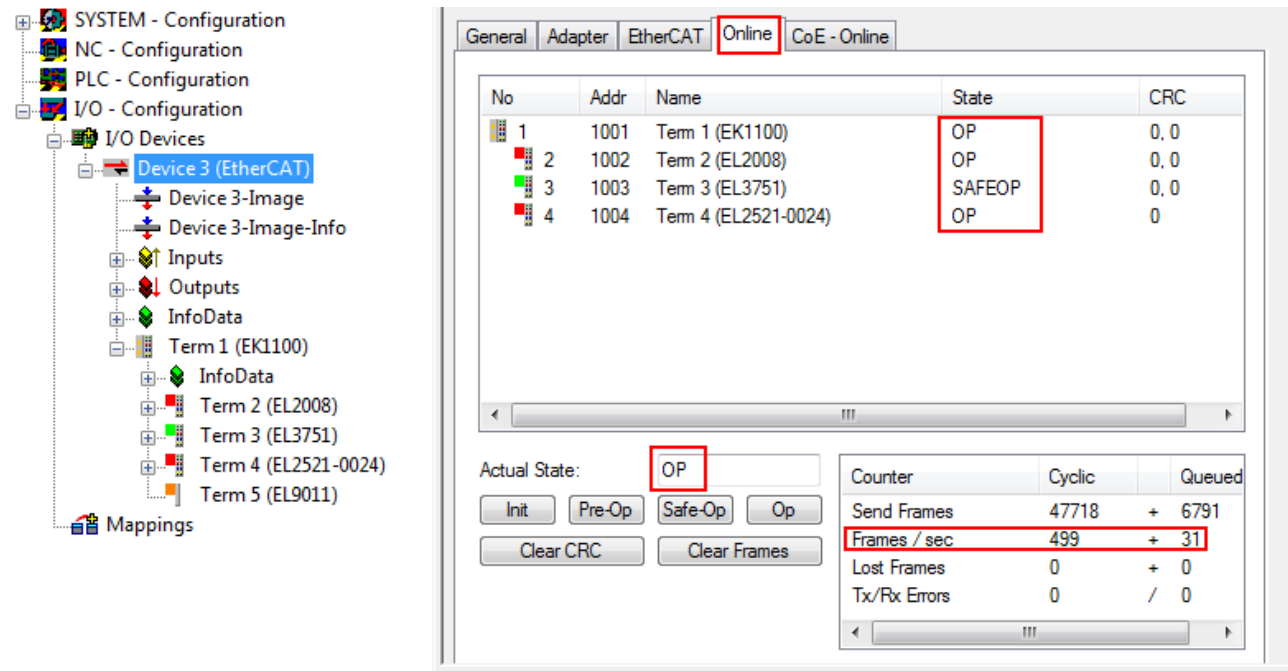 SYSTEM - Configuration
NC - Configuration
PLC - Configuration
I/O - Configuration
I/O Devices
Device 3 (EtherCAT)
Device 3-Image
Device 3-Image-Info
Inputs
Outputs
InfoData
Term 1 (EK1100)
InfoData
Term 2 (EL2008)
Term 3 (EL3751)
Term 4 (EL2521-0024)
Term 5 (EL9011)
Mappings
General Adapter EtherCAT Online CoE - Online
No Addr Name State CRC
1 1001 Term 1 (EK1100) OP 0, 0
2 1002 Term 2 (EL2008) OP 0, 0
3 1003 Term 3 (EL3751) SAFEOP 0, 0
4 1004 Term 4 (EL2521-0024) OP 0
Actual State: OP
Init Pre-Op Safe-Op Op
Clear CRC Clear Frames
Counter Cyclic Queued
Send Frames 47718 + 6791
Frames / sec 499 + 31
Lost Frames 0 + 0
Tx/Rx Errors 0 / 0